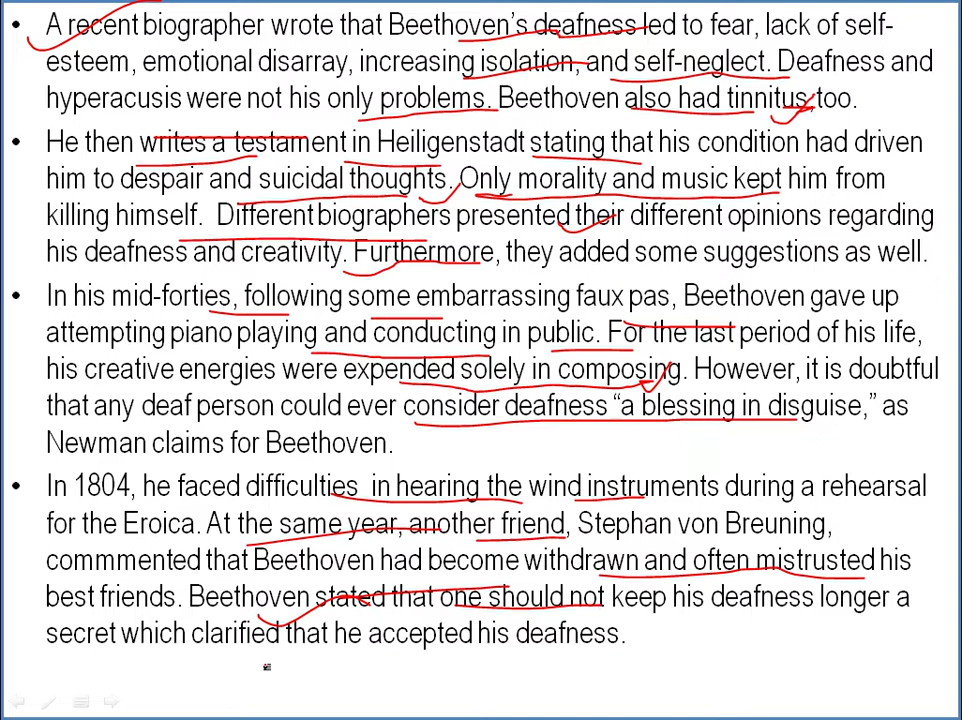 • A recent biographer wrote that Beethoven’s deafness led to fear, lack of self-
esteem, emotional disarray, increasing isolation, and self-neglect. Deafness and
hyperacusis were not his only problems. Beethoven also had tinnitus, too.
• He then writes a testament in Heiligenstadt stating that his condition had driven
him to despair and suicidal thoughts. Only morality and music kept him from
killing himself. Different biographers presented their different opinions regarding
his deafness and creativity. Furthermore, they added some suggestions as well.
• In his mid-forties, following some embarrassing faux pas, Beethoven gave up
attempting piano playing and conducting in public. For the last period of his life,
his creative energies were expended solely in composing. However, it is doubtful
that any deaf person could ever consider deafness “a blessing in disguise,” as
Newman claims for Beethoven.
• In 1804, he faced difficulties in hearing the wind instruments during a rehearsal
for the Eroica. At the same year, another friend, Stephan von Breuning,
commmented that Beethoven had become withdrawn and often mistrusted his
best friends. Beethoven stated that one should not keep his deafness longer a
secret which clarified that he accepted his deafness.